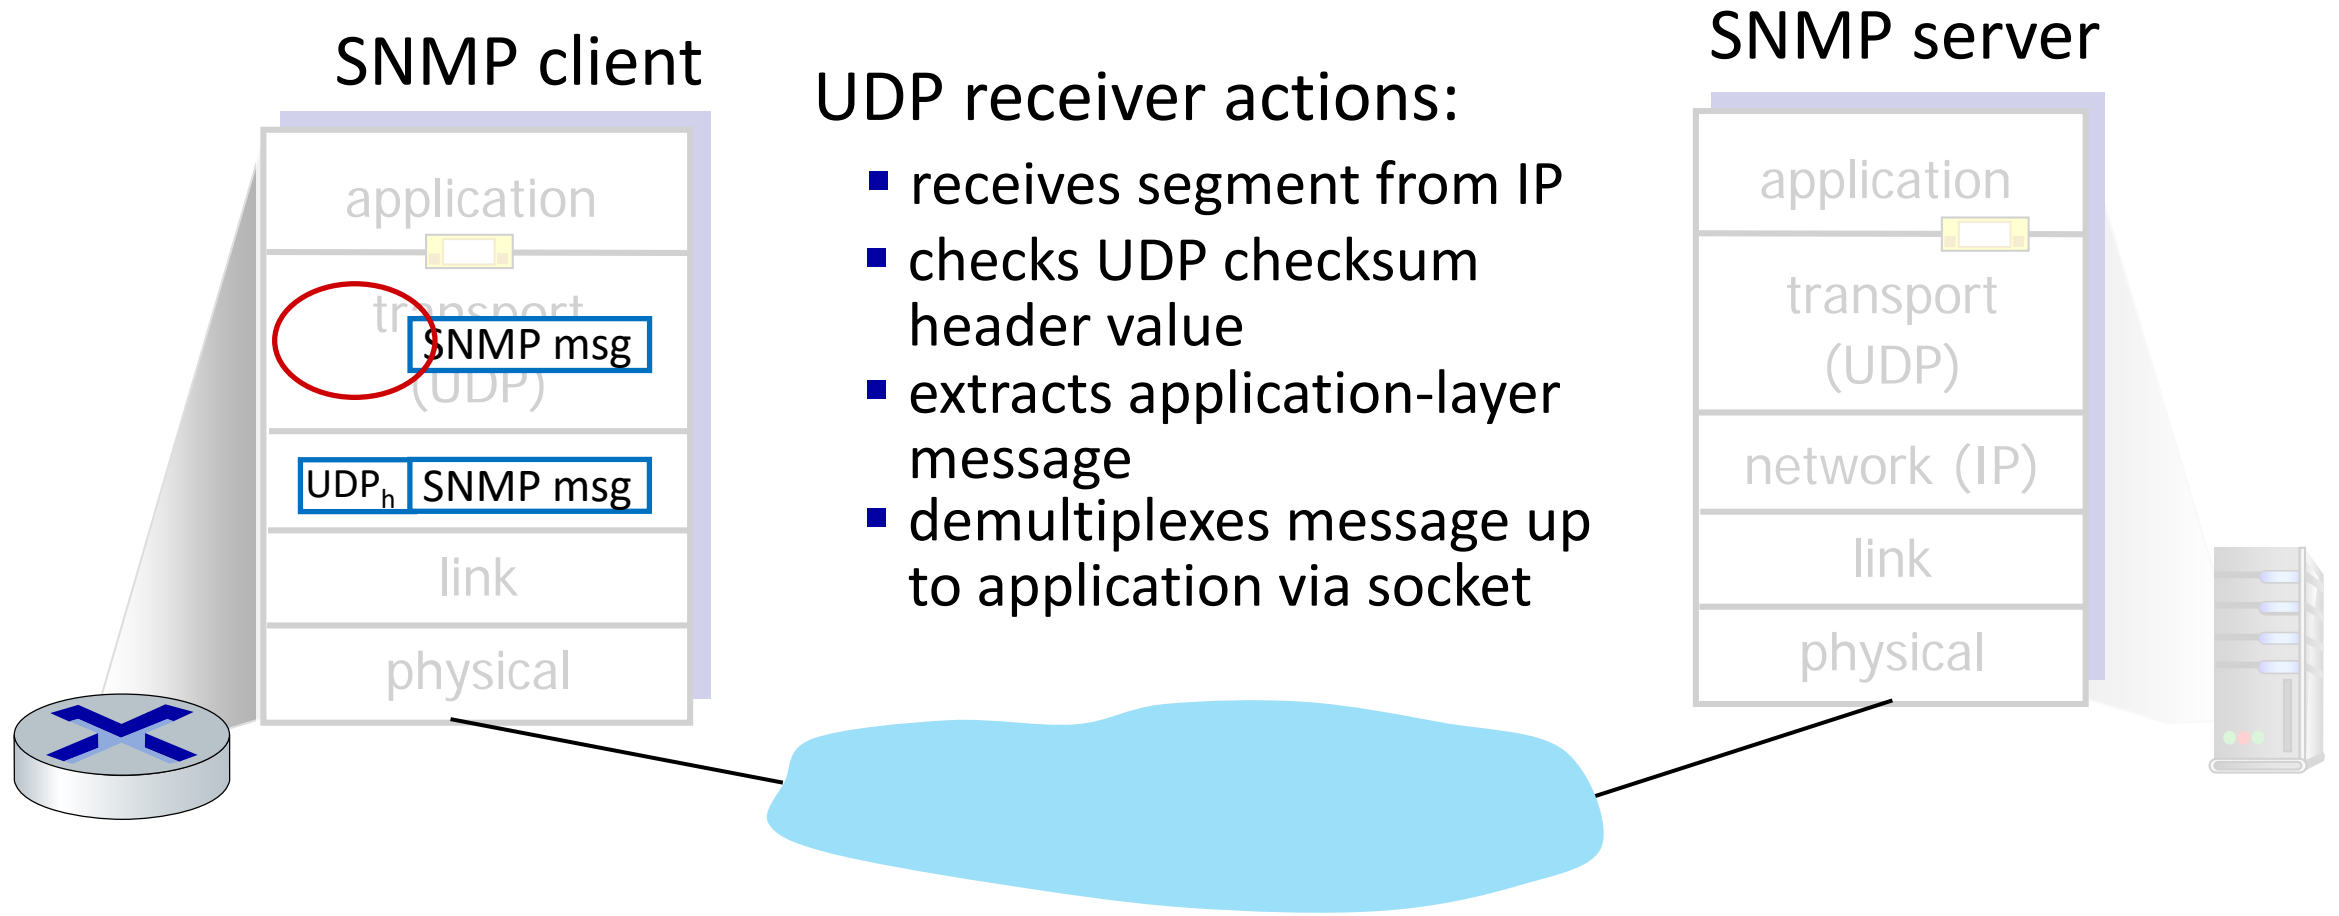 SNMP client
application
transport
SNMP msg
(UDP)
UDPh SNMP msg
link
physical
UDP receiver actions:
▪ receives segment from IP
▪ checks UDP checksum
header value
▪ extracts application-layer
message
▪ demultiplexes message up
to application via socket
SNMP server
application
transport
(UDP)
network (IP)
link
physical